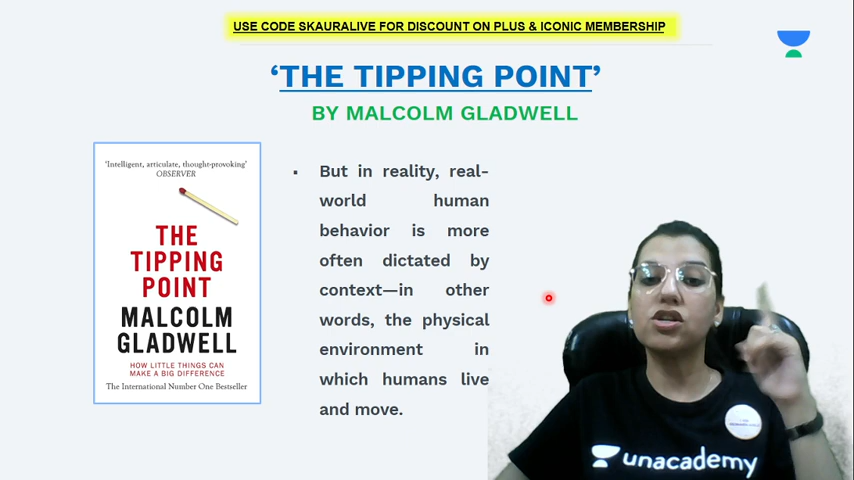 USE CODE SKAURALIVE FOR DISCOUNT ON PLUS & ICONIC MEMBERSHIP
‘THE TIPPING POINT’
BY MALCOLM GLADWELL
'Intelligent, articulate, thought-provoking'
OBSERVER
THE
TIPPING
POINT
MALCOLM
GLADWELL
HOW LITTLE THINGS CAN
MAKE A BIG DIFFERENCE
The International Number One Bestseller
▪ But in reality, real-
world human
behavior is more
often dictated by
context—in other
words, the physical
environment in
which humans live
and move.
unacademy